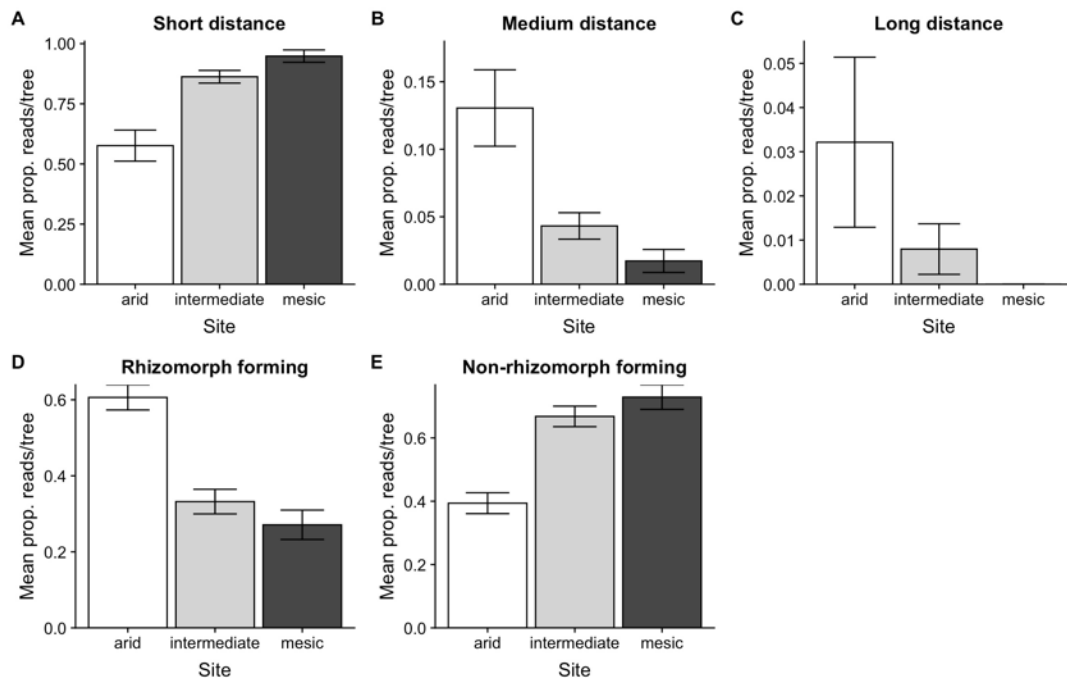 A
Short distance
Mean prop. reads/tree
1.00
0.75
0.50
0.25
0.00
arid intermediate mesic
Site
B
Medium distance
Mean prop. reads/tree
0.15
0.10
0.05
0.00
arid intermediate mesic
Site
C
Long distance
Mean prop. reads/tree
0.05
0.04
0.03
0.02
0.01
0.00
arid intermediate mesic
Site
D
Rhizomorph forming
Mean prop. reads/tree
0.6
0.4
0.2
0.0
arid intermediate mesic
Site
E
Non-rhizomorph forming
Mean prop. reads/tree
0.6
0.4
0.2
0.0
arid intermediate mesic
Site